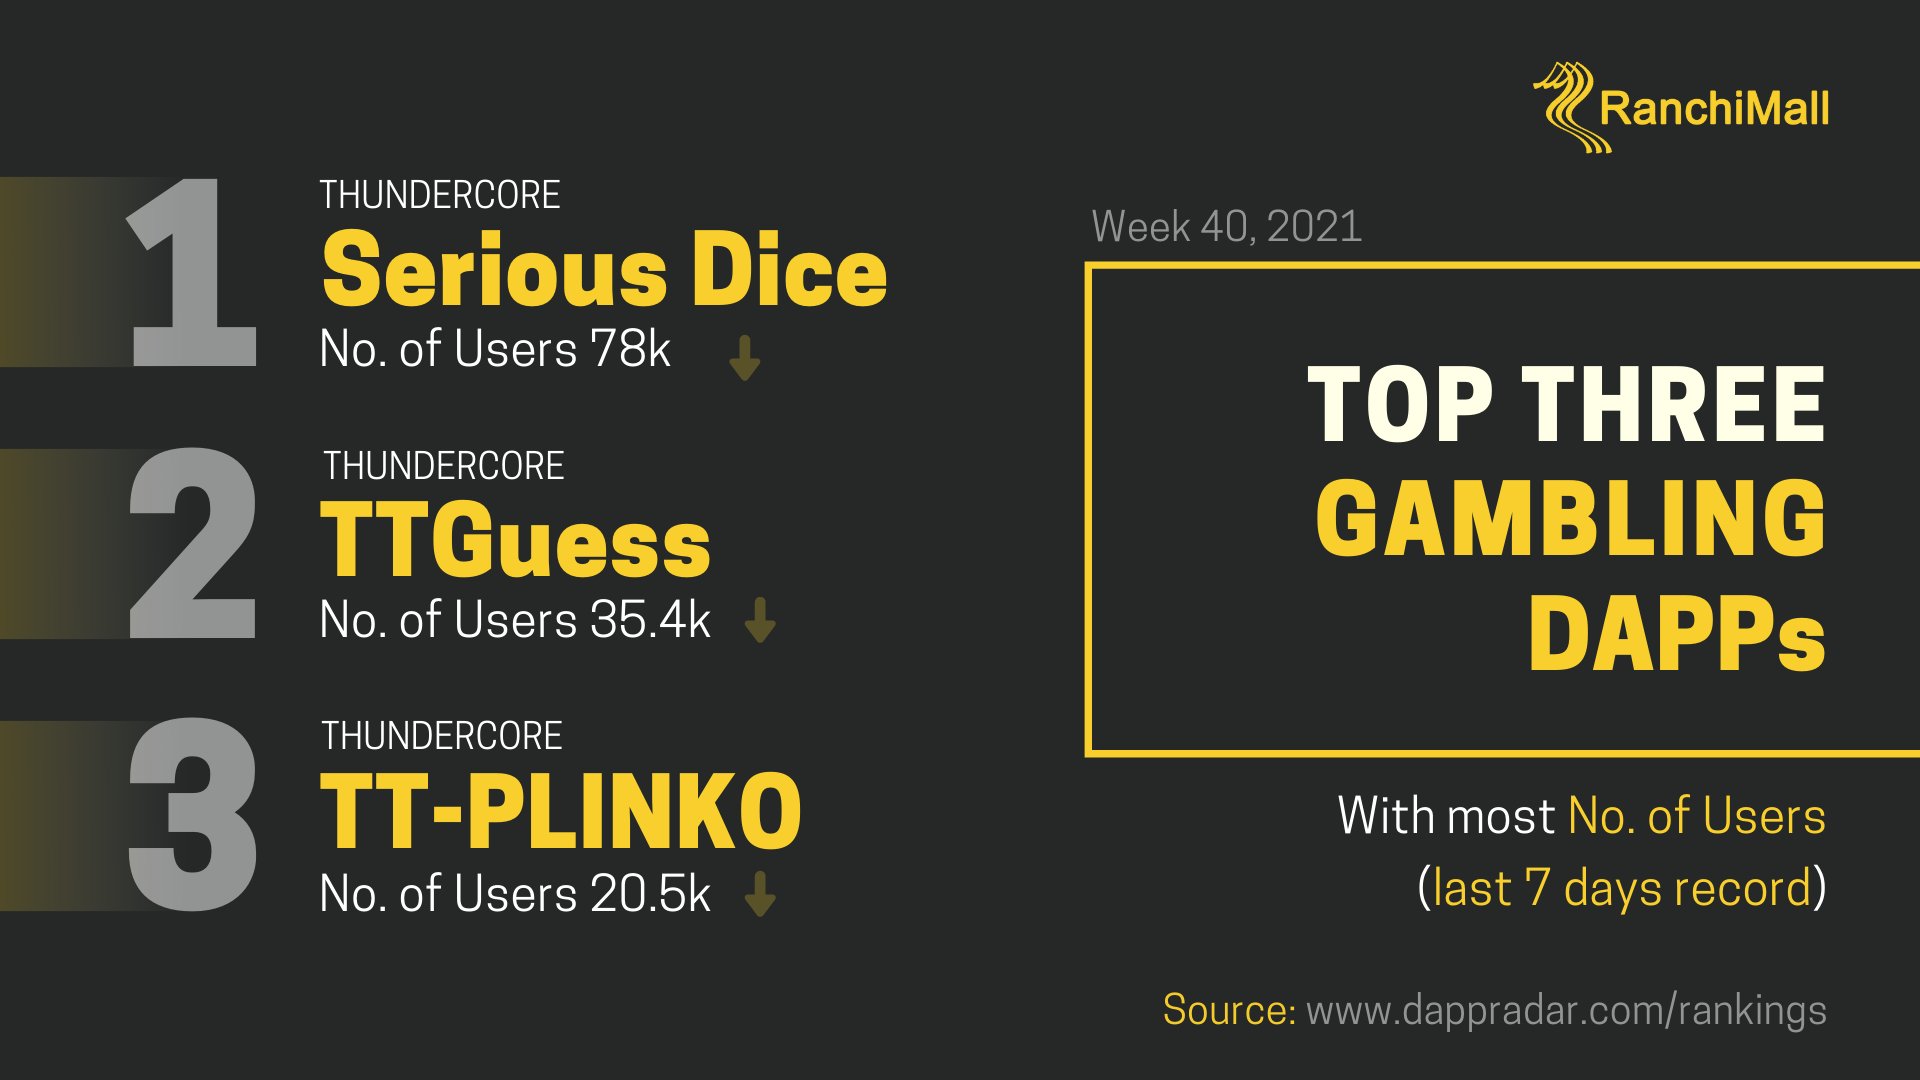 RanchiMall
1
THUNDERCORE
Serious Dice
No. of Users 78k
2
THUNDERCORE
TTGuess
No. of Users 35.4k
3
THUNDERCORE
TT-PLINKO
No. of Users 20.5k
Week 40, 2021
TOP THREE
GAMBLING
DAPPs
With most No. of Users
(last 7 days record)
Source: www.dappradar.com/rankings